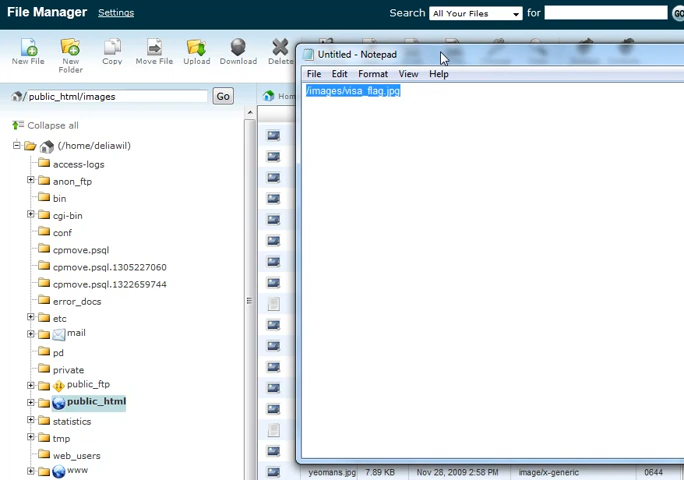 File Manager Settings Search All Your Files for Go
New File New Folder Copy Move File Upload Download Delete
/ public_html/images Go
Hom
Collapse all
(/home/deliawil)
access-logs
anon_ftp
bin
cgi-bin
conf
cpmove.psql
cpmove.psql.1305227060
cpmove.psql.1322659744
error_docs
etc
mail
pd
private
public_ftp
public_html
statistics
tmp
web_users
www
Untitled - Notepad
File Edit Format View Help
/images/visa_flag.jpg
yeomans.jpg 7.89 KB Nov 28, 2009 2:58 PM image/x-generic 0644